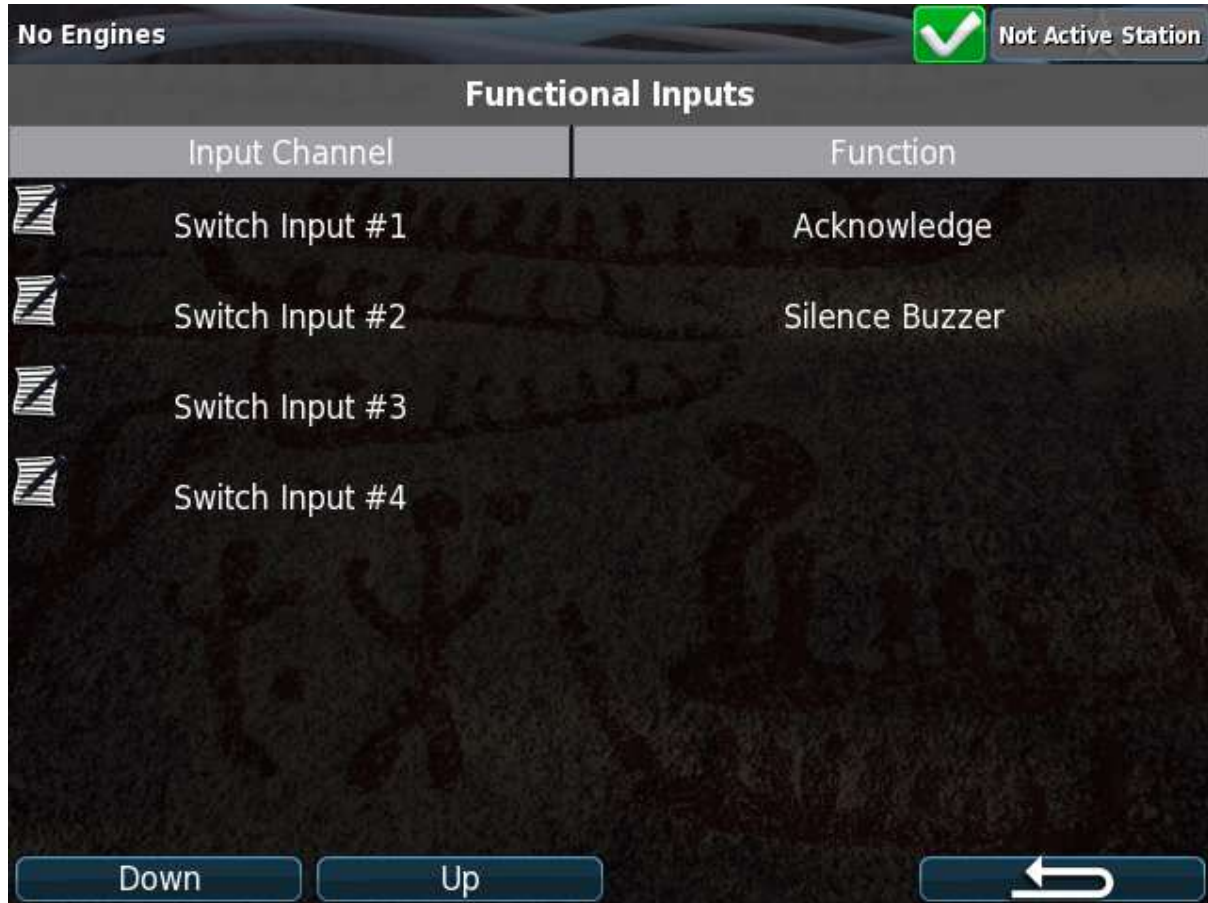 No Engines
Not Active Station
Functional Inputs
Input Channel Function
Switch Input #1 Acknowledge
Switch Input #2 Silence Buzzer
Switch Input #3
Switch Input #4
Down Up